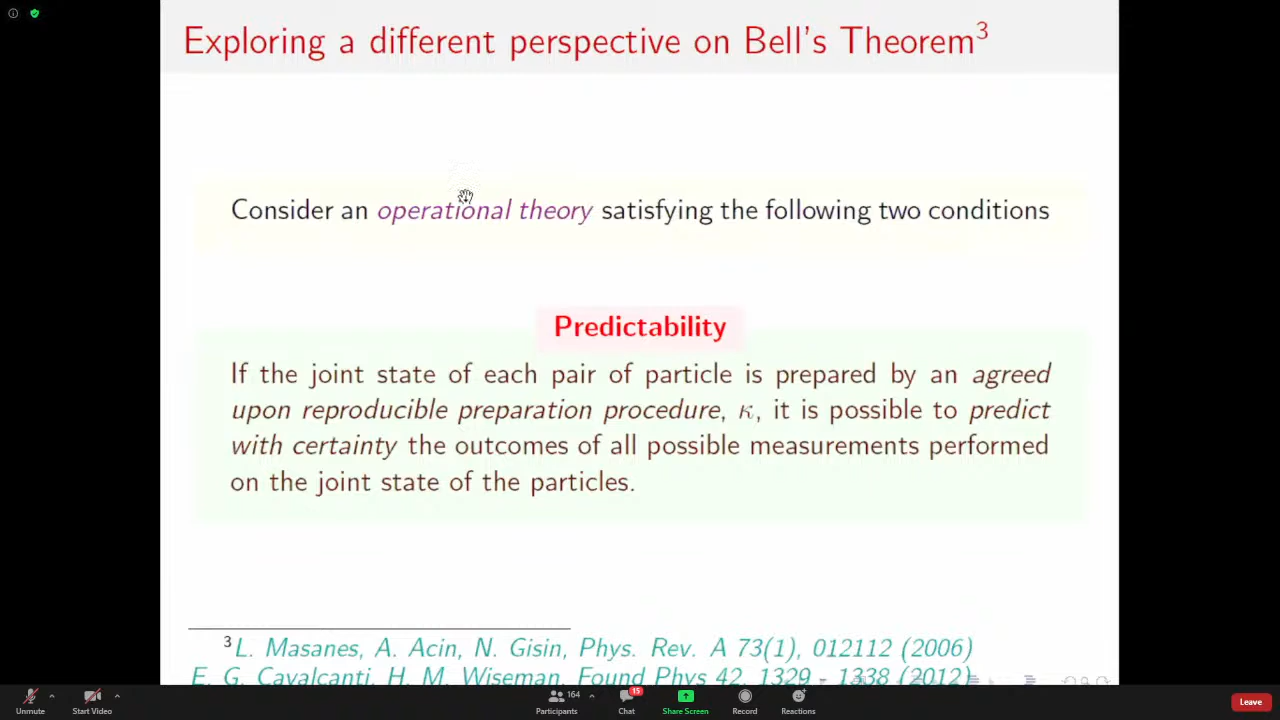 Exploring a different perspective on Bell's Theorem³
Consider an operational theory satisfying the following two conditions
Predictability
If the joint state of each pair of particle is prepared by an agreed
upon reproducible preparation procedure, κ, it is possible to predict
with certainty the outcomes of all possible measurements performed
on the joint state of the particles.
³L. Masanes, A. Acin, N. Gisin, Phys. Rev. A 73(1), 012112 (2006)
E. G. Cavalcanti, H. M. Wiseman, Found Phys 42, 1329 - 1338 (2012)
Unmute
Start Video
164
Participants
15
Chat
Share Screen
Record
Reactions
Leave